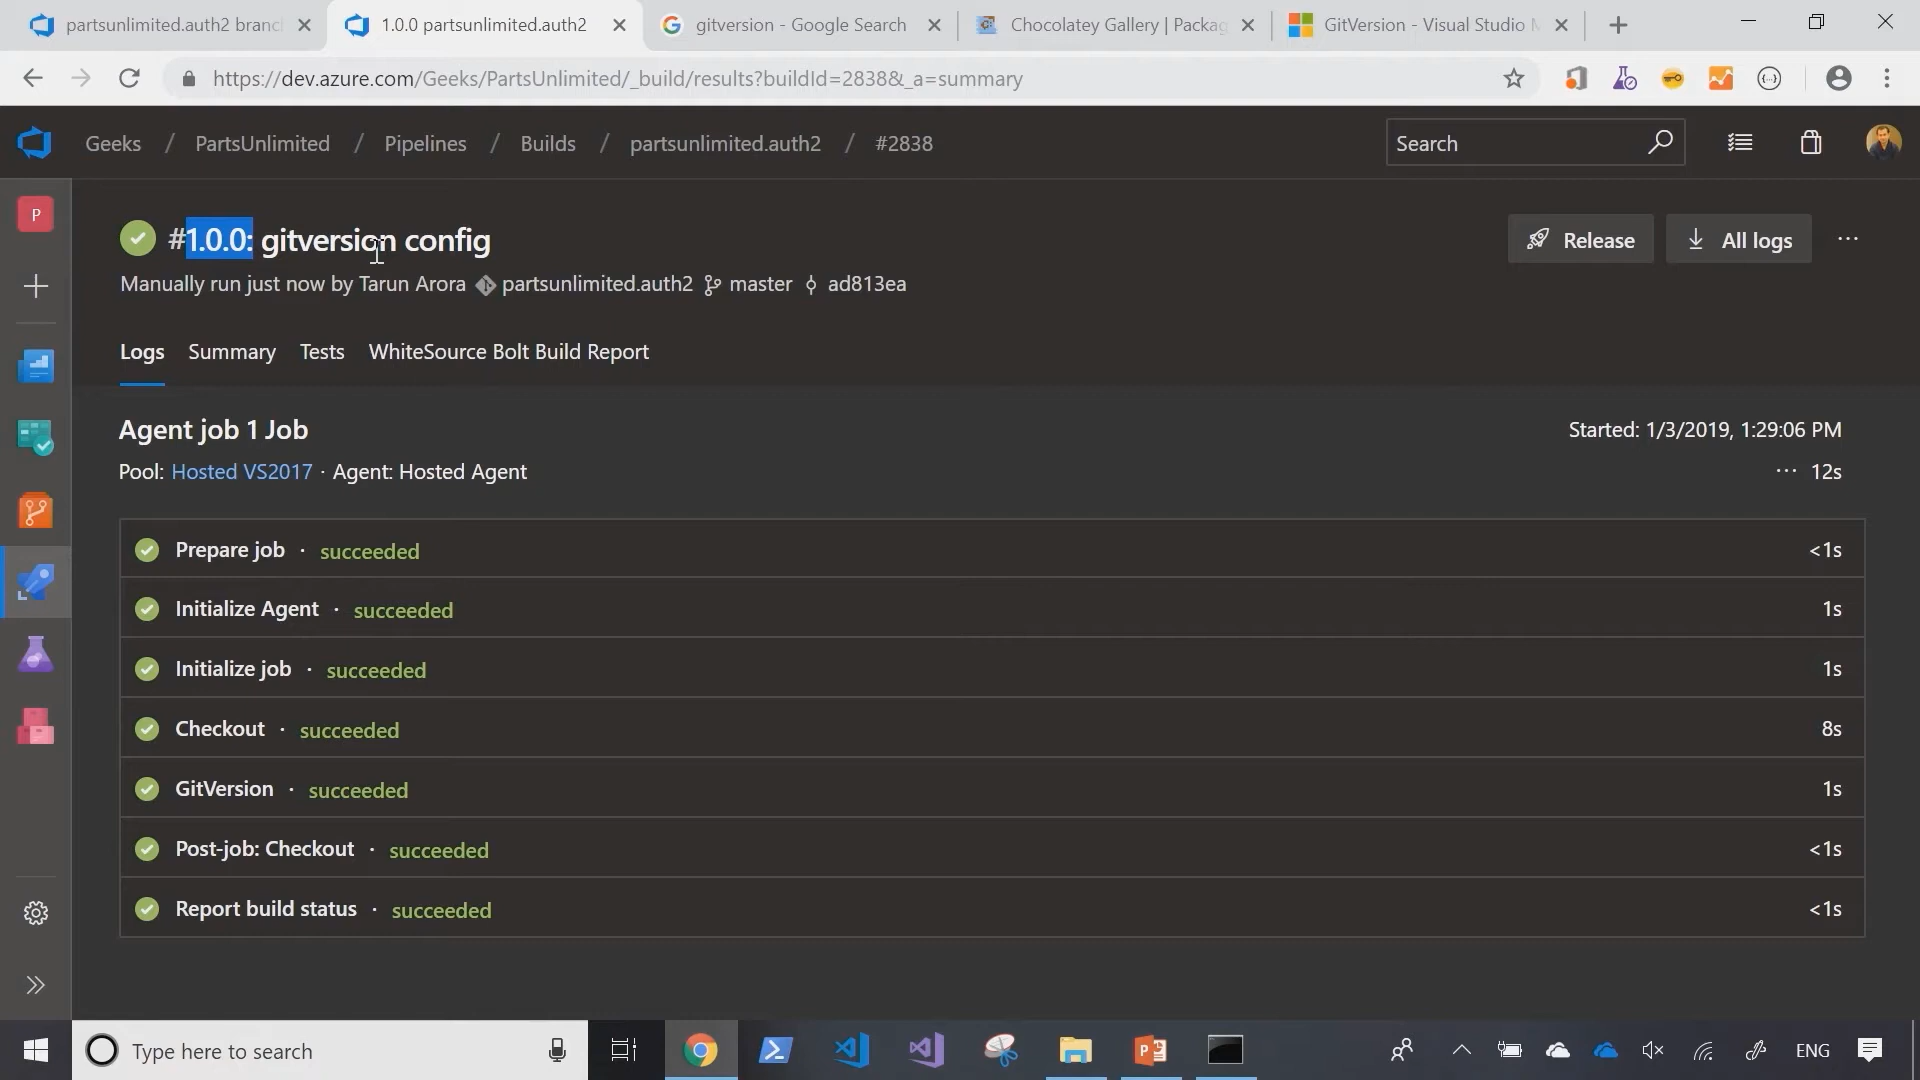 partsunlimited.auth2 branc
1.0.0 partsunlimited.auth2
gitversion - Google Search
Chocolatey Gallery | Packag
GitVersion - Visual Studio M
https://dev.azure.com/Geeks/PartsUnlimited/_build/results?buildId=2838&_a=summary
Geeks / PartsUnlimited / Pipelines / Builds / partsunlimited.auth2 / #2838
Search
P
#1.0.0: gitversion config
Release
All logs
Manually run just now by Tarun Arora partsunlimited.auth2 master ad813ea
Logs Summary Tests WhiteSource Bolt Build Report
Agent job 1 Job
Started: 1/3/2019, 1:29:06 PM
Pool: Hosted VS2017 · Agent: Hosted Agent
12s
Prepare job · succeeded <1s
Initialize Agent · succeeded 1s
Initialize job · succeeded 1s
Checkout · succeeded 8s
GitVersion · succeeded 1s
Post-job: Checkout · succeeded <1s
Report build status · succeeded <1s
Type here to search
ENG